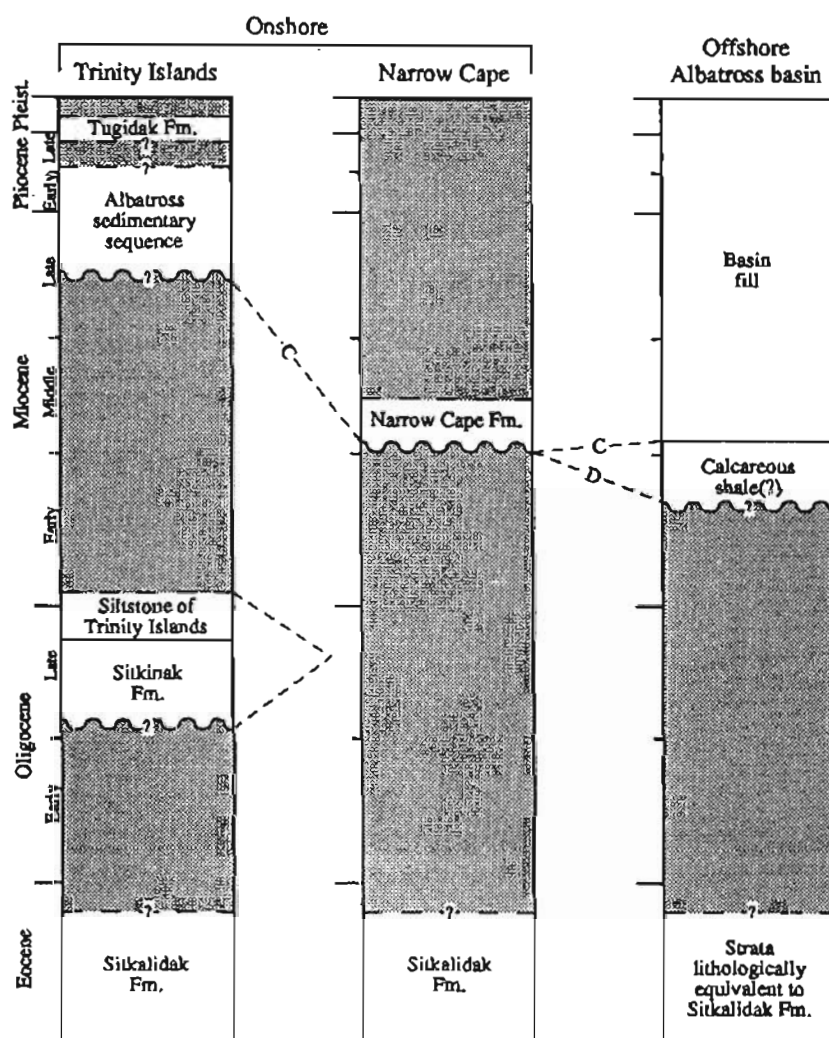 Onshore
Trinity Islands
Narrow Cape
Offshore
Albatross basin
Pleist.
Pliocene
Late
Early
Miocene
Late
Middle
Early
Oligocene
Late
Early
Eocene
Tugidak Fm.
?
?
Albatross
sedimentary
sequence
?
Siltstone of
Trinity Islands
Sitkinak
Fm.
?
?
Sitkalidak
Fm.
C
Narrow Cape Fm.
?
Sitkalidak
Fm.
C
D
Basin
fill
Calcareous
shale(?)
?
?
Strata
lithologically
equivalent to
Sitkalidak Fm.